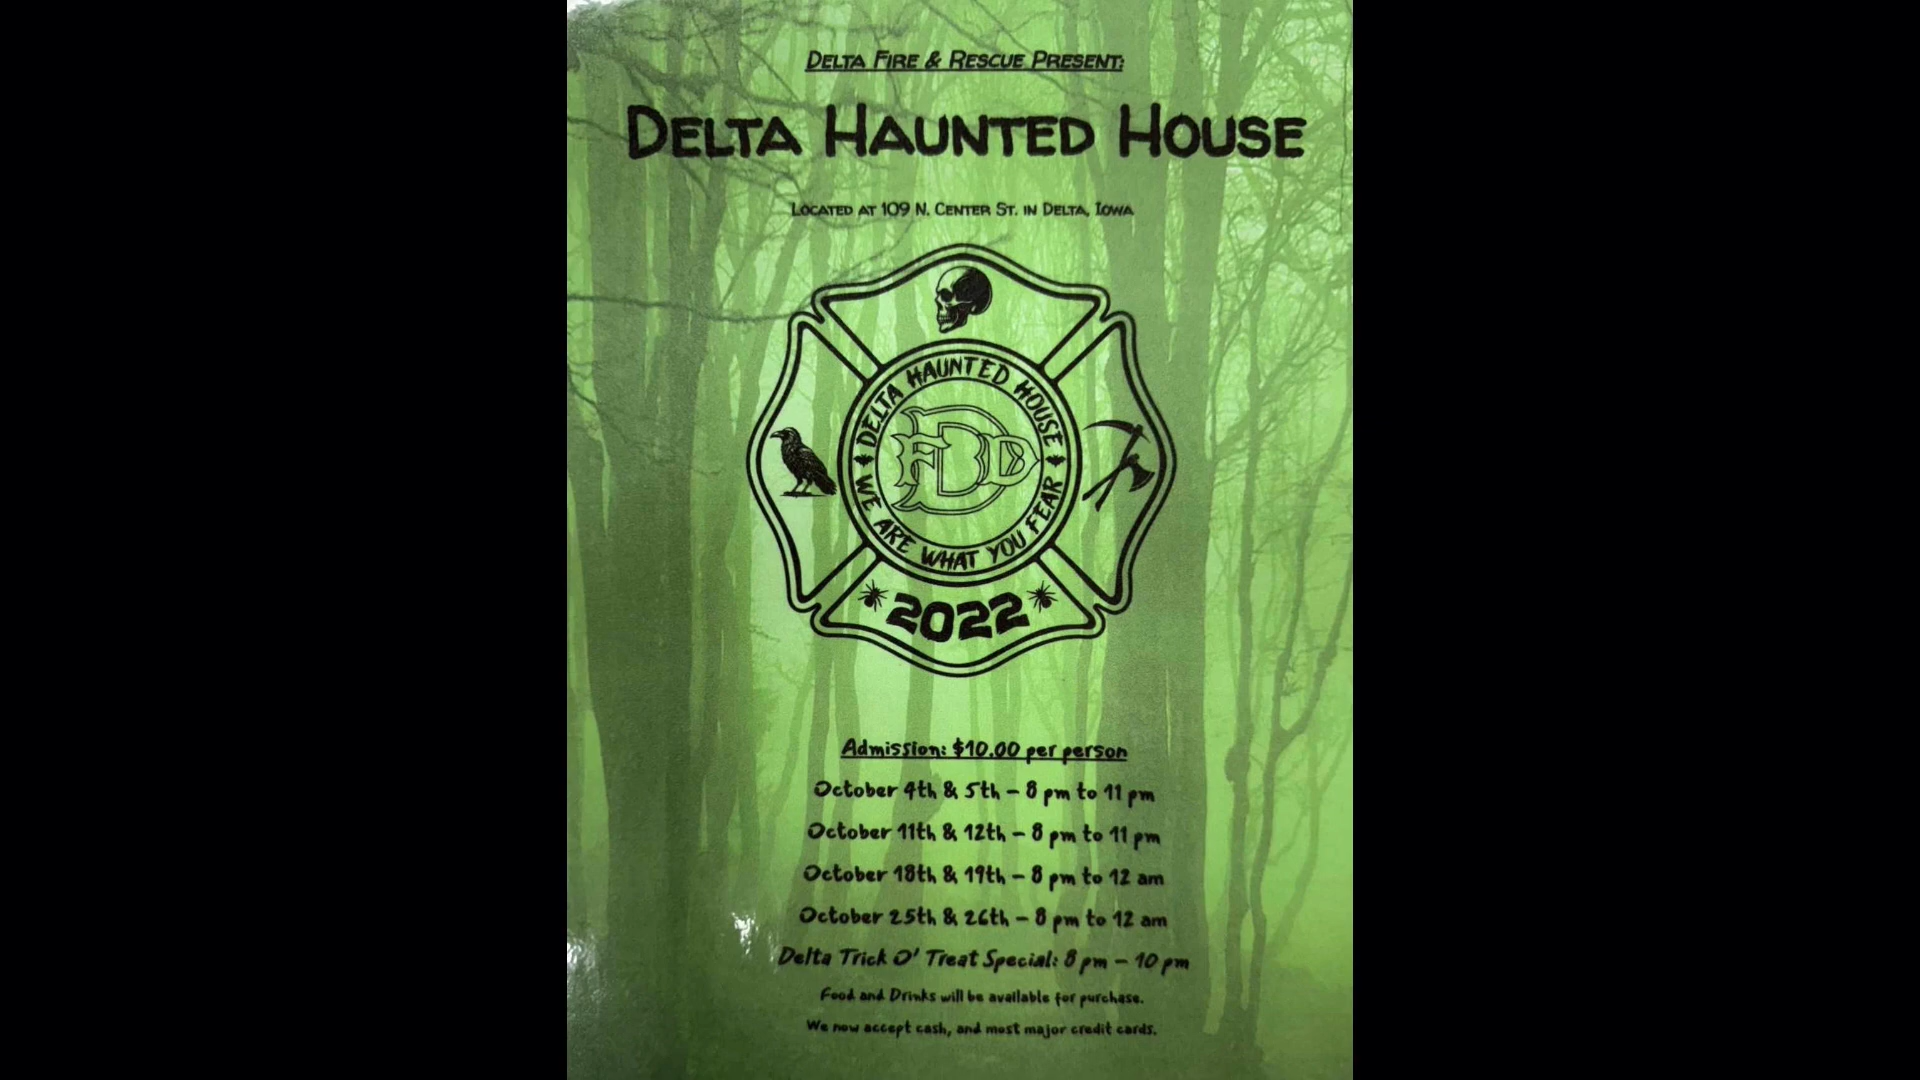 DELTA FIRE & RESCUE PRESENT:
DELTA HAUNTED HOUSE
LOCATED AT 109 N. CENTER ST. IN DELTA, IOWA
DELTA HAUNTED HOUSE
FDD
WE ARE WHAT YOU FEAR
2022
Admission: $10.00 per person
October 4th & 5th – 8 pm to 11 pm
October 11th & 12th – 8 pm to 11 pm
October 18th & 19th – 8 pm to 12 am
October 25th & 26th – 8 pm to 12 am
Delta Trick O' Treat Special: 8 pm – 10 pm
Food and Drinks will be available for purchase.
We now accept cash, and most major credit cards.